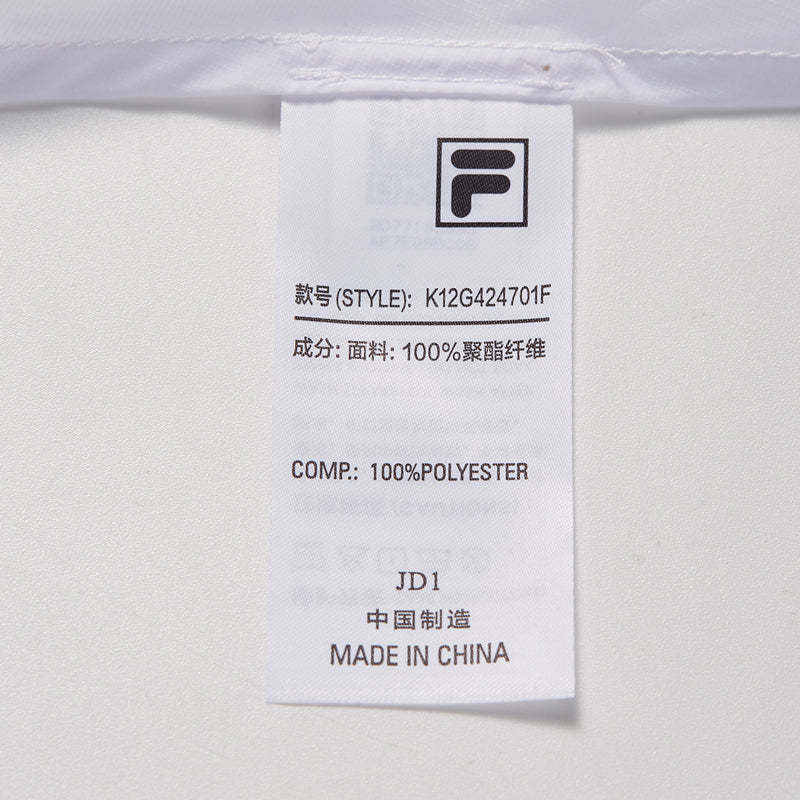 F
款号(STYLE): K12G424701F
成分: 面料: 100%聚酯纤维
COMP.: 100%POLYESTER
JD1
中国制造
MADE IN CHINA